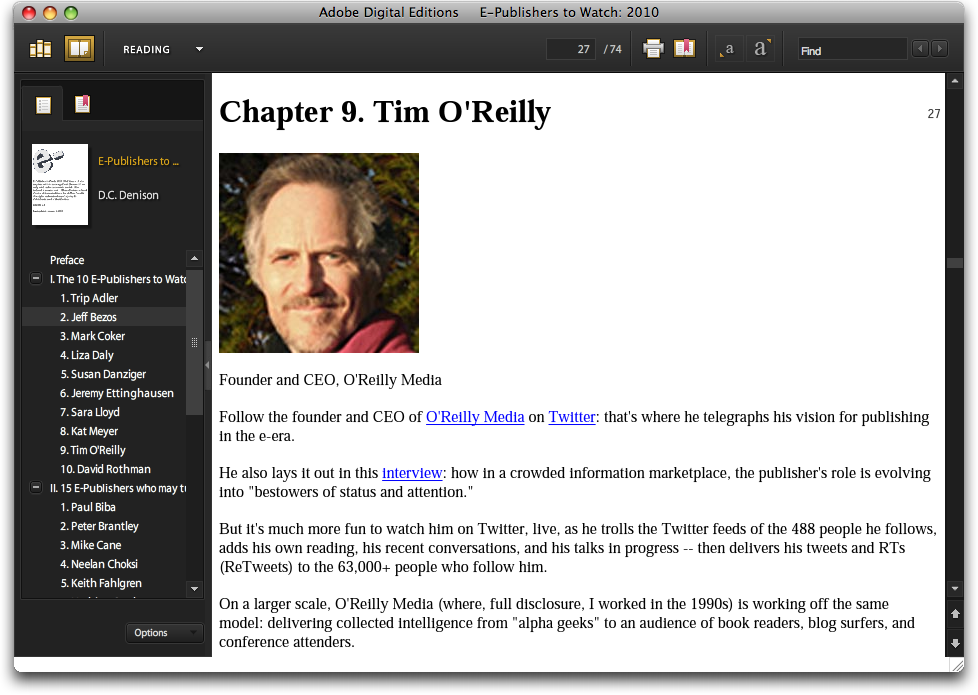 Adobe Digital Editions E-Publishers to Watch: 2010
READING
27 / 74
a
a
Find
E-Publishers to ...
D.C. Denison
Preface
I. The 10 E-Publishers to Watc
1. Trip Adler
2. Jeff Bezos
3. Mark Coker
4. Liza Daly
5. Susan Danziger
6. Jeremy Ettinghausen
7. Sara Lloyd
8. Kat Meyer
9. Tim O'Reilly
10. David Rothman
II. 15 E-Publishers who may tu
1. Paul Biba
2. Peter Brantley
3. Mike Cane
4. Neelan Choksi
5. Keith Fahlgren
Options
Chapter 9. Tim O'Reilly
27
Founder and CEO, O'Reilly Media
Follow the founder and CEO of O'Reilly Media on Twitter: that's where he telegraphs his vision for publishing
in the e-era.
He also lays it out in this interview: how in a crowded information marketplace, the publisher's role is evolving
into "bestowers of status and attention."
But it's much more fun to watch him on Twitter, live, as he trolls the Twitter feeds of the 488 people he follows,
adds his own reading, his recent conversations, and his talks in progress -- then delivers his tweets and RTs
(ReTweets) to the 63,000+ people who follow him.
On a larger scale, O'Reilly Media (where, full disclosure, I worked in the 1990s) is working off the same
model: delivering collected intelligence from "alpha geeks" to an audience of book readers, blog surfers, and
conference attenders.